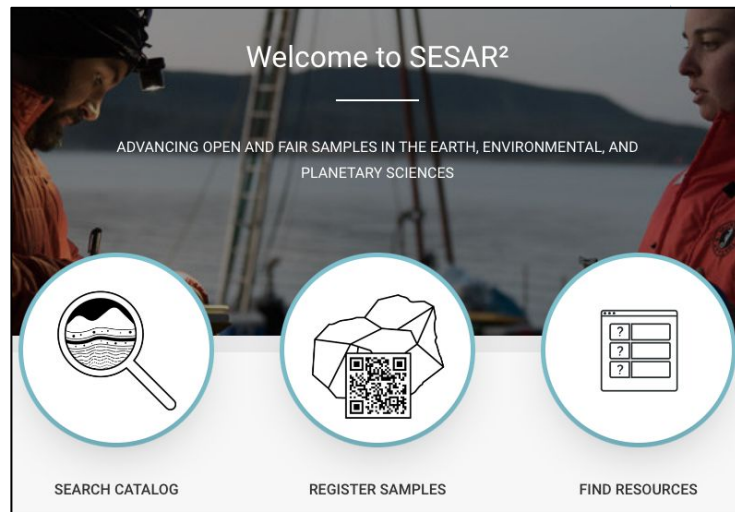 Welcome to SESAR²
ADVANCING OPEN AND FAIR SAMPLES IN THE EARTH, ENVIRONMENTAL, AND
PLANETARY SCIENCES
?
?
?
SEARCH CATALOG
REGISTER SAMPLES
FIND RESOURCES